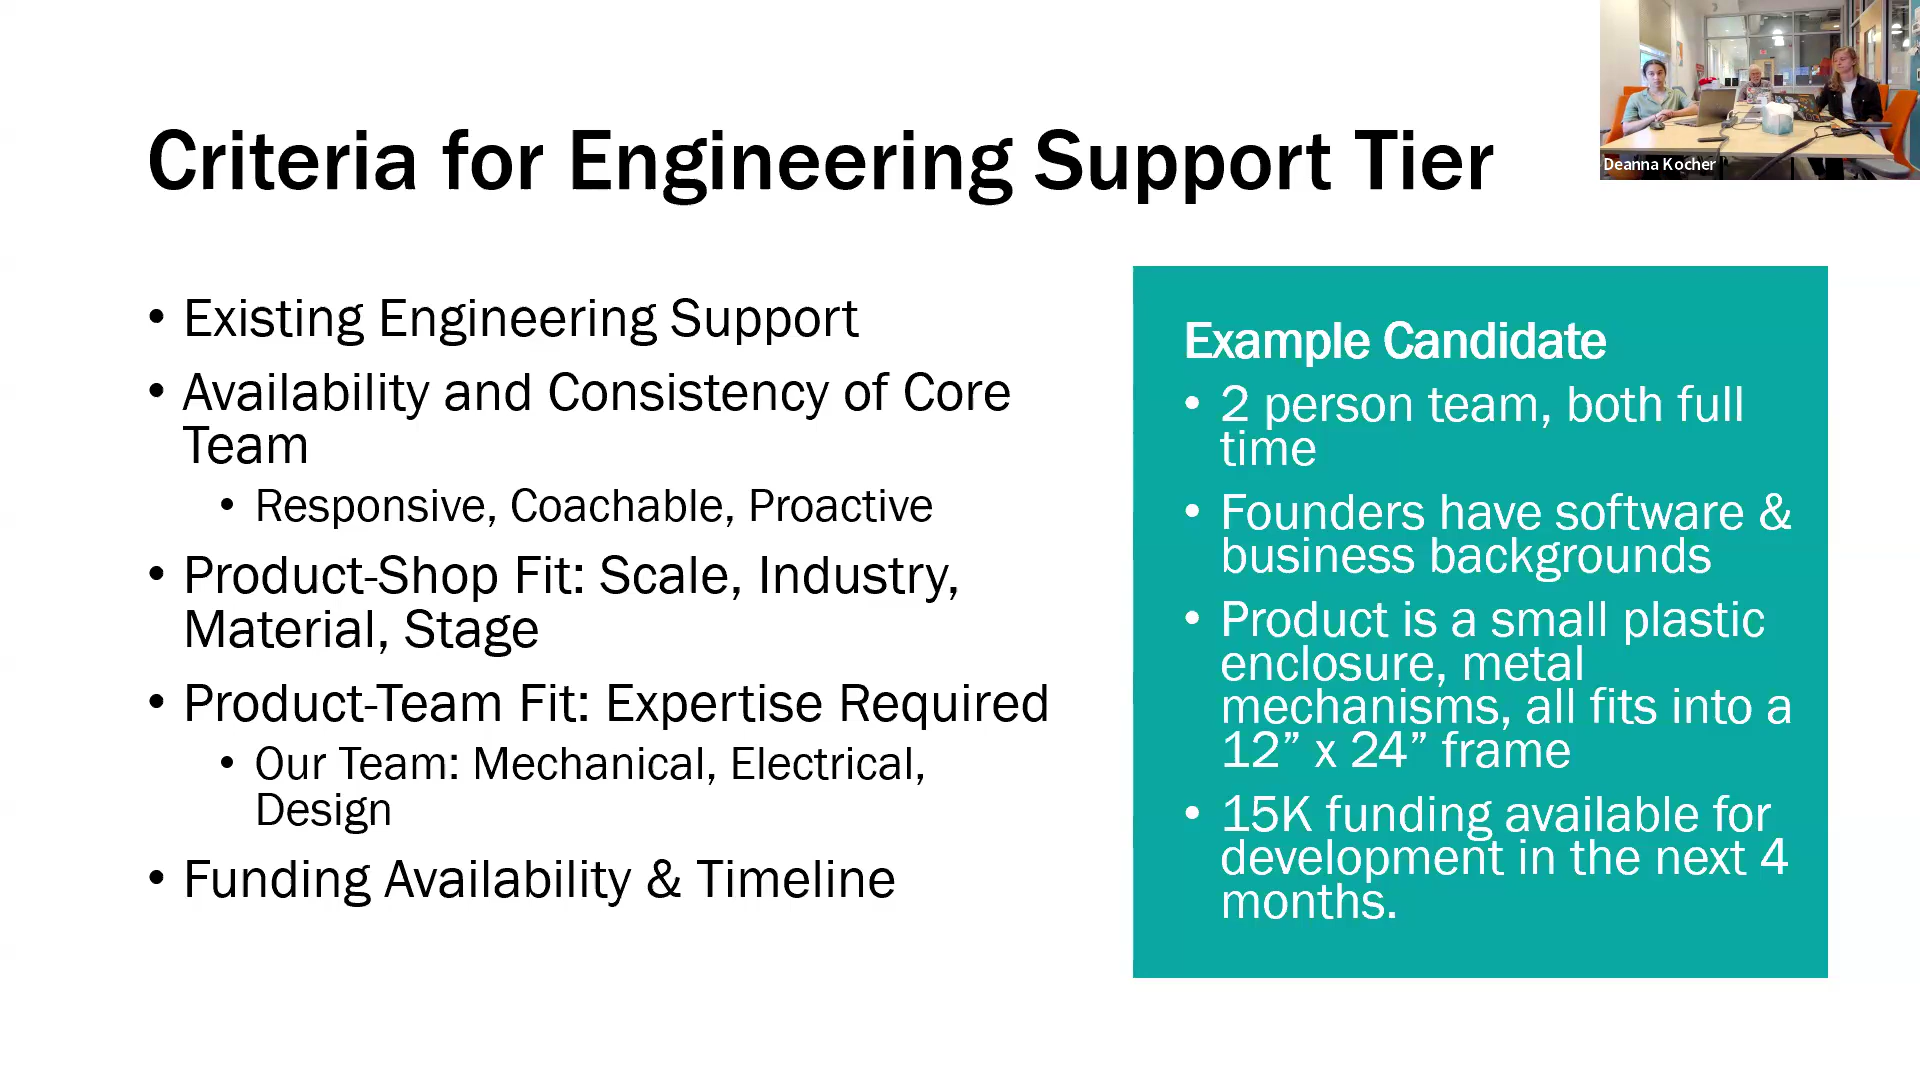 Criteria for Engineering Support Tier
Deanna Kocher
• Existing Engineering Support
• Availability and Consistency of Core
Team
• Responsive, Coachable, Proactive
• Product-Shop Fit: Scale, Industry,
Material, Stage
• Product-Team Fit: Expertise Required
• Our Team: Mechanical, Electrical,
Design
• Funding Availability & Timeline
Example Candidate
• 2 person team, both full
time
• Founders have software &
business backgrounds
• Product is a small plastic
enclosure, metal
mechanisms, all fits into a
12” x 24” frame
• 15K funding available for
development in the next 4
months.